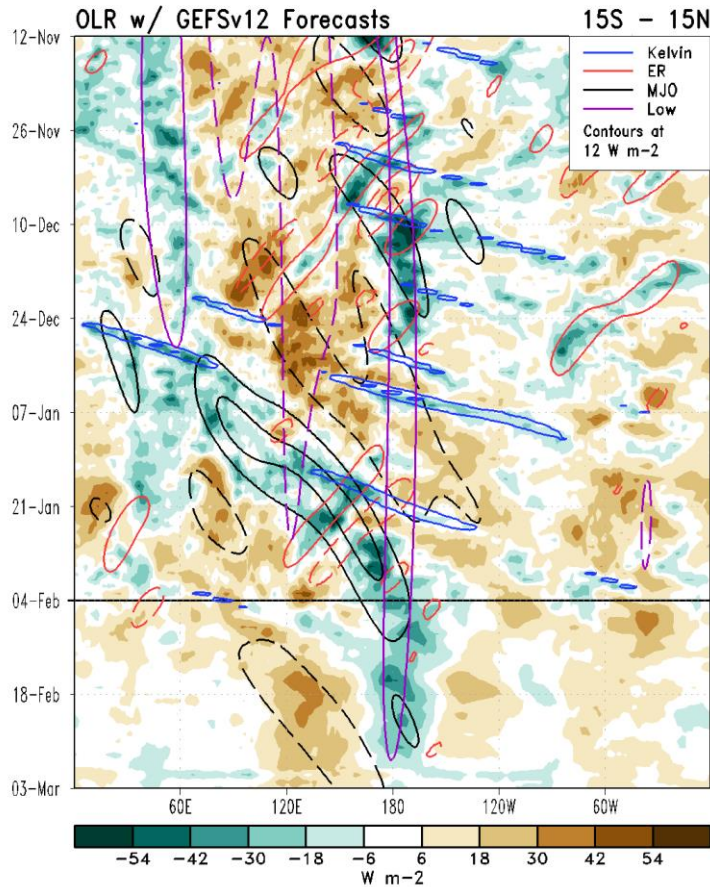 OLR w/ GEFSv12 Forecasts 15S - 15N
12-Nov
26-Nov
10-Dec
24-Dec
07-Jan
21-Jan
04-Feb
18-Feb
03-Mar
Kelvin
ER
MJO
Low
Contours at
12 W m-2
60E 120E 180 120W 60W
-54 -42 -30 -18 -6 6 18 30 42 54
W m-2